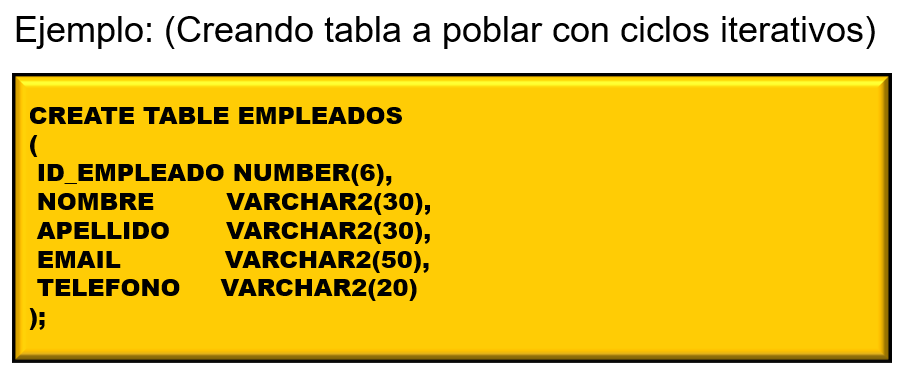 Ejemplo: (Creando tabla a poblar con ciclos iterativos)
CREATE TABLE EMPLEADOS
(
ID_EMPLEADO NUMBER(6),
NOMBRE VARCHAR2(30),
APELLIDO VARCHAR2(30),
EMAIL VARCHAR2(50),
TELEFONO VARCHAR2(20)
);